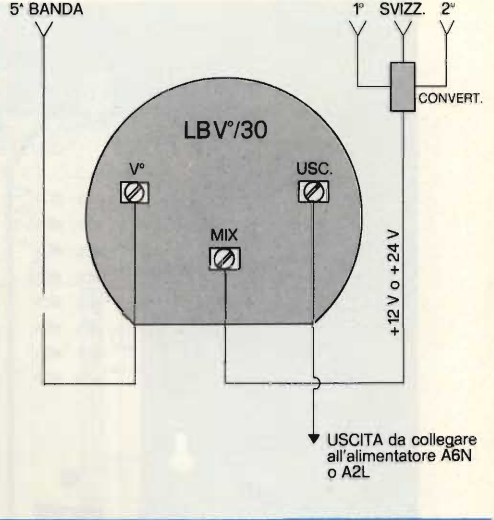 5ª BANDA
1º SVIZZ. 2º
CONVERT.
LBVº/30
Vº
USC.
MIX
+12 V o +24 V
USCITA da collegare
all'alimentatore A6N
o A2L